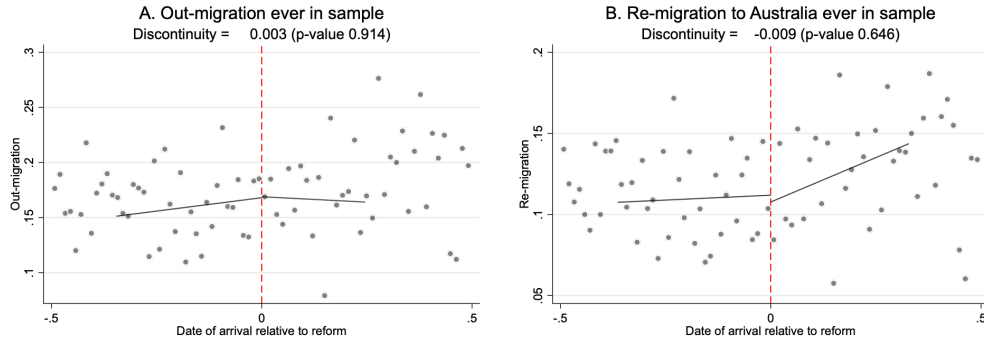 A. Out-migration ever in sample
Discontinuity = 0.003 (p-value 0.914)
Out-migration
.3
.25
.2
.15
.1
-.5
0
.5
Date of arrival relative to reform
B. Re-migration to Australia ever in sample
Discontinuity = -0.009 (p-value 0.646)
Re-migration
.2
.15
.1
.05
-.5
0
.5
Date of arrival relative to reform